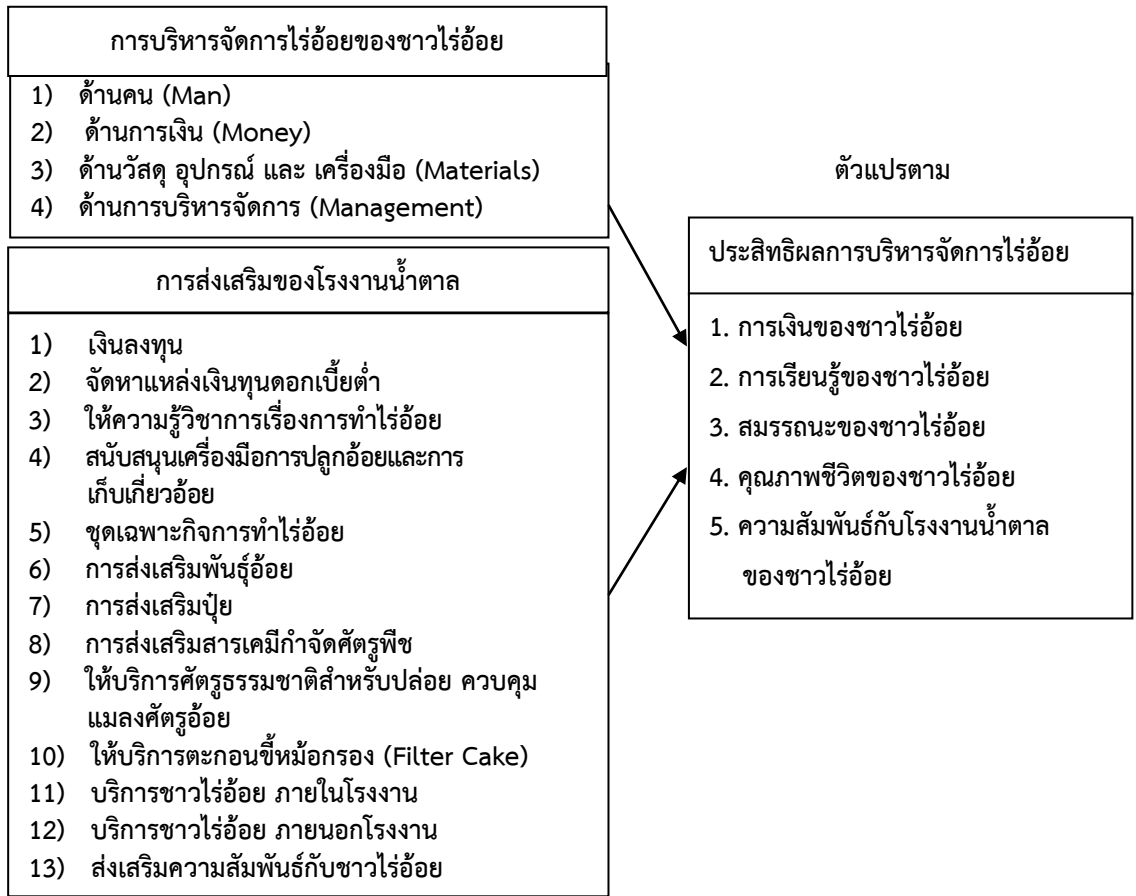 การบริหารจัดการไร่อ้อยของชาวไร่อ้อย
1) ด้านคน (Man)
2) ด้านการเงิน (Money)
3) ด้านวัสดุ อุปกรณ์ และ เครื่องมือ (Materials)
4) ด้านการบริหารจัดการ (Management)
การส่งเสริมของโรงงานน้ำตาล
1) เงินลงทุน
2) จัดหาแหล่งเงินทุนดอกเบี้ยต่ำ
3) ให้ความรู้วิชาการเรื่องการทำไร่อ้อย
4) สนับสนุนเครื่องมือการปลูกอ้อยและการ
เก็บเกี่ยวอ้อย
5) ชุดเฉพาะกิจการทำไร่อ้อย
6) การส่งเสริมพันธุ์อ้อย
7) การส่งเสริมปุ๋ย
8) การส่งเสริมสารเคมีกำจัดศัตรูพืช
9) ให้บริการศัตรูธรรมชาติสำหรับปล่อย ควบคุม
แมลงศัตรูอ้อย
10) ให้บริการตะกอนขี้หม้อกรอง (Filter Cake)
11) บริการชาวไร่อ้อย ภายในโรงงาน
12) บริการชาวไร่อ้อย ภายนอกโรงงาน
13) ส่งเสริมความสัมพันธ์กับชาวไร่อ้อย
ตัวแปรตาม
ประสิทธิผลการบริหารจัดการไร่อ้อย
1. การเงินของชาวไร่อ้อย
2. การเรียนรู้ของชาวไร่อ้อย
3. สมรรถนะของชาวไร่อ้อย
4. คุณภาพชีวิตของชาวไร่อ้อย
5. ความสัมพันธ์กับโรงงานน้ำตาล
ของชาวไร่อ้อย